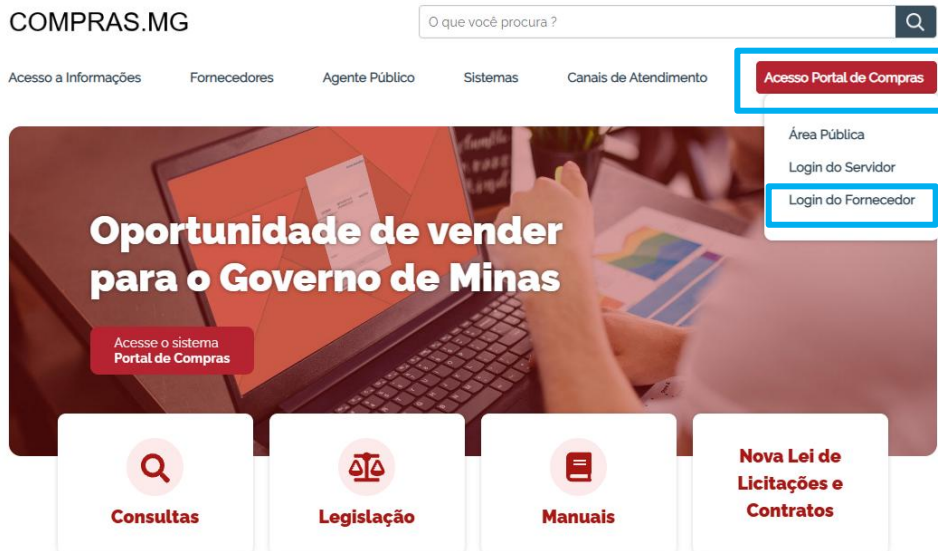 COMPRAS.MG
O que você procura ?
Acesso a Informações
Fornecedores
Agente Público
Sistemas
Canais de Atendimento
Acesso Portal de Compras
Área Pública
Login do Servidor
Login do Fornecedor
Oportunidade de vender
para o Governo de Minas
Acesse o sistema
Portal de Compras
Consultas
Legislação
Manuais
Nova Lei de
Licitações e
Contratos